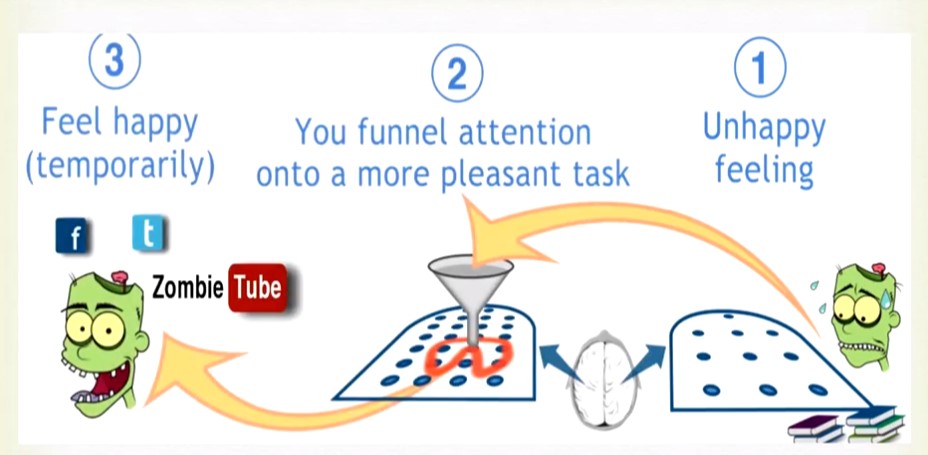 3
Feel happy
(temporarily)
2
You funnel attention
onto a more pleasant task
1
Unhappy
feeling
f
t
Zombie Tube